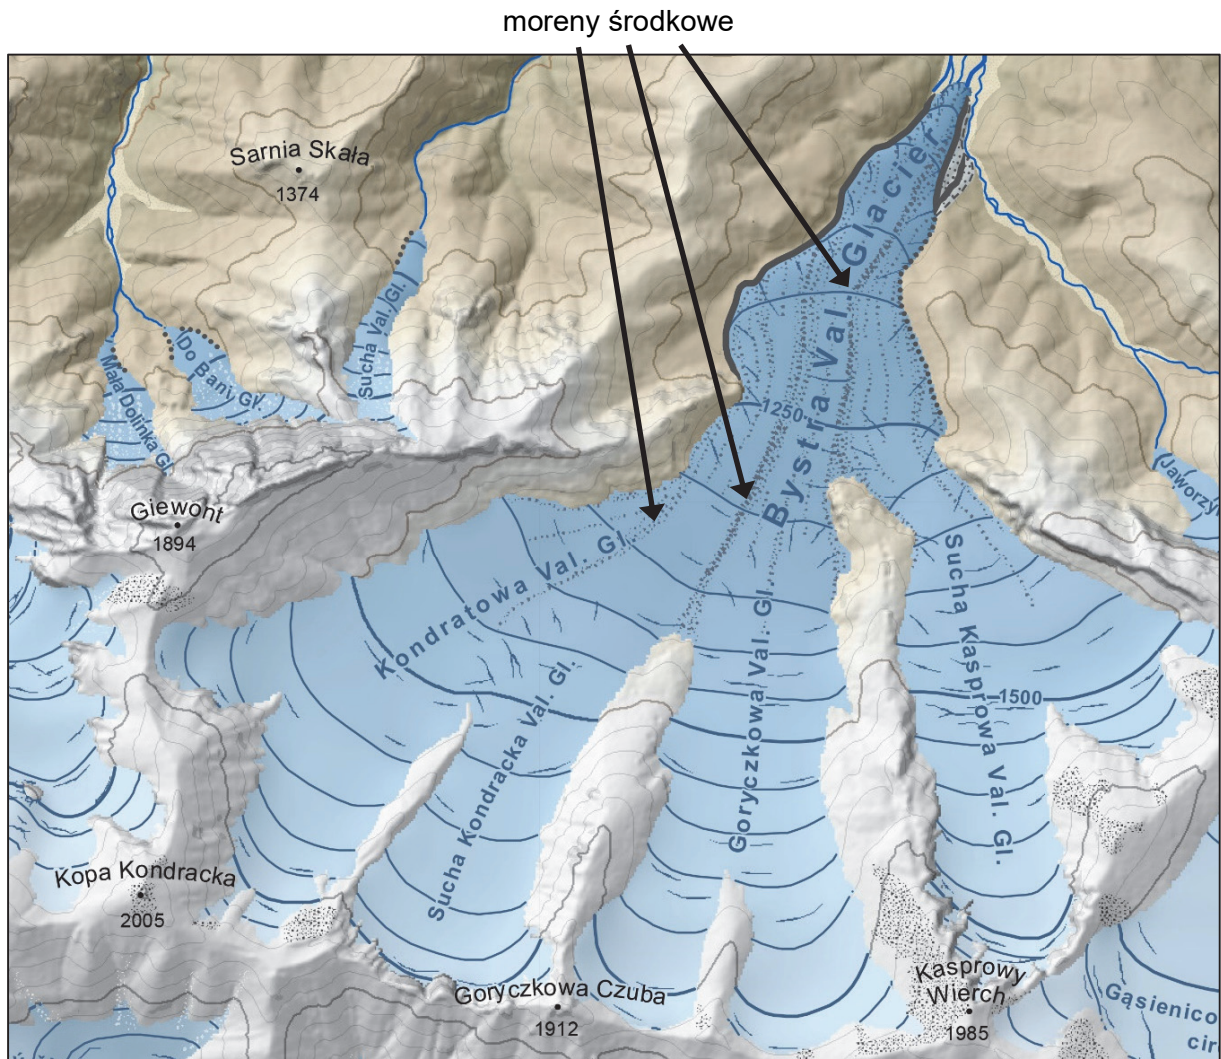 moreny środkowe
Sarnia Skała
1374
Bystra Val. Glacier
Sucha Val. Gl.
Do Bani Gl.
Mała Dolinka Gl.
1250
Giewont
1894
Jaworzy
Kondratowa Val. Gl.
Sucha Kasprowa Val. Gl.
Goryczkowa Val. Gl.
Sucha Kondracka Val. Gl.
1500
Kopa Kondracka
2005
Goryczkowa Czuba
1912
Kasprowy
Wierch
1985
Gąsienico
cir